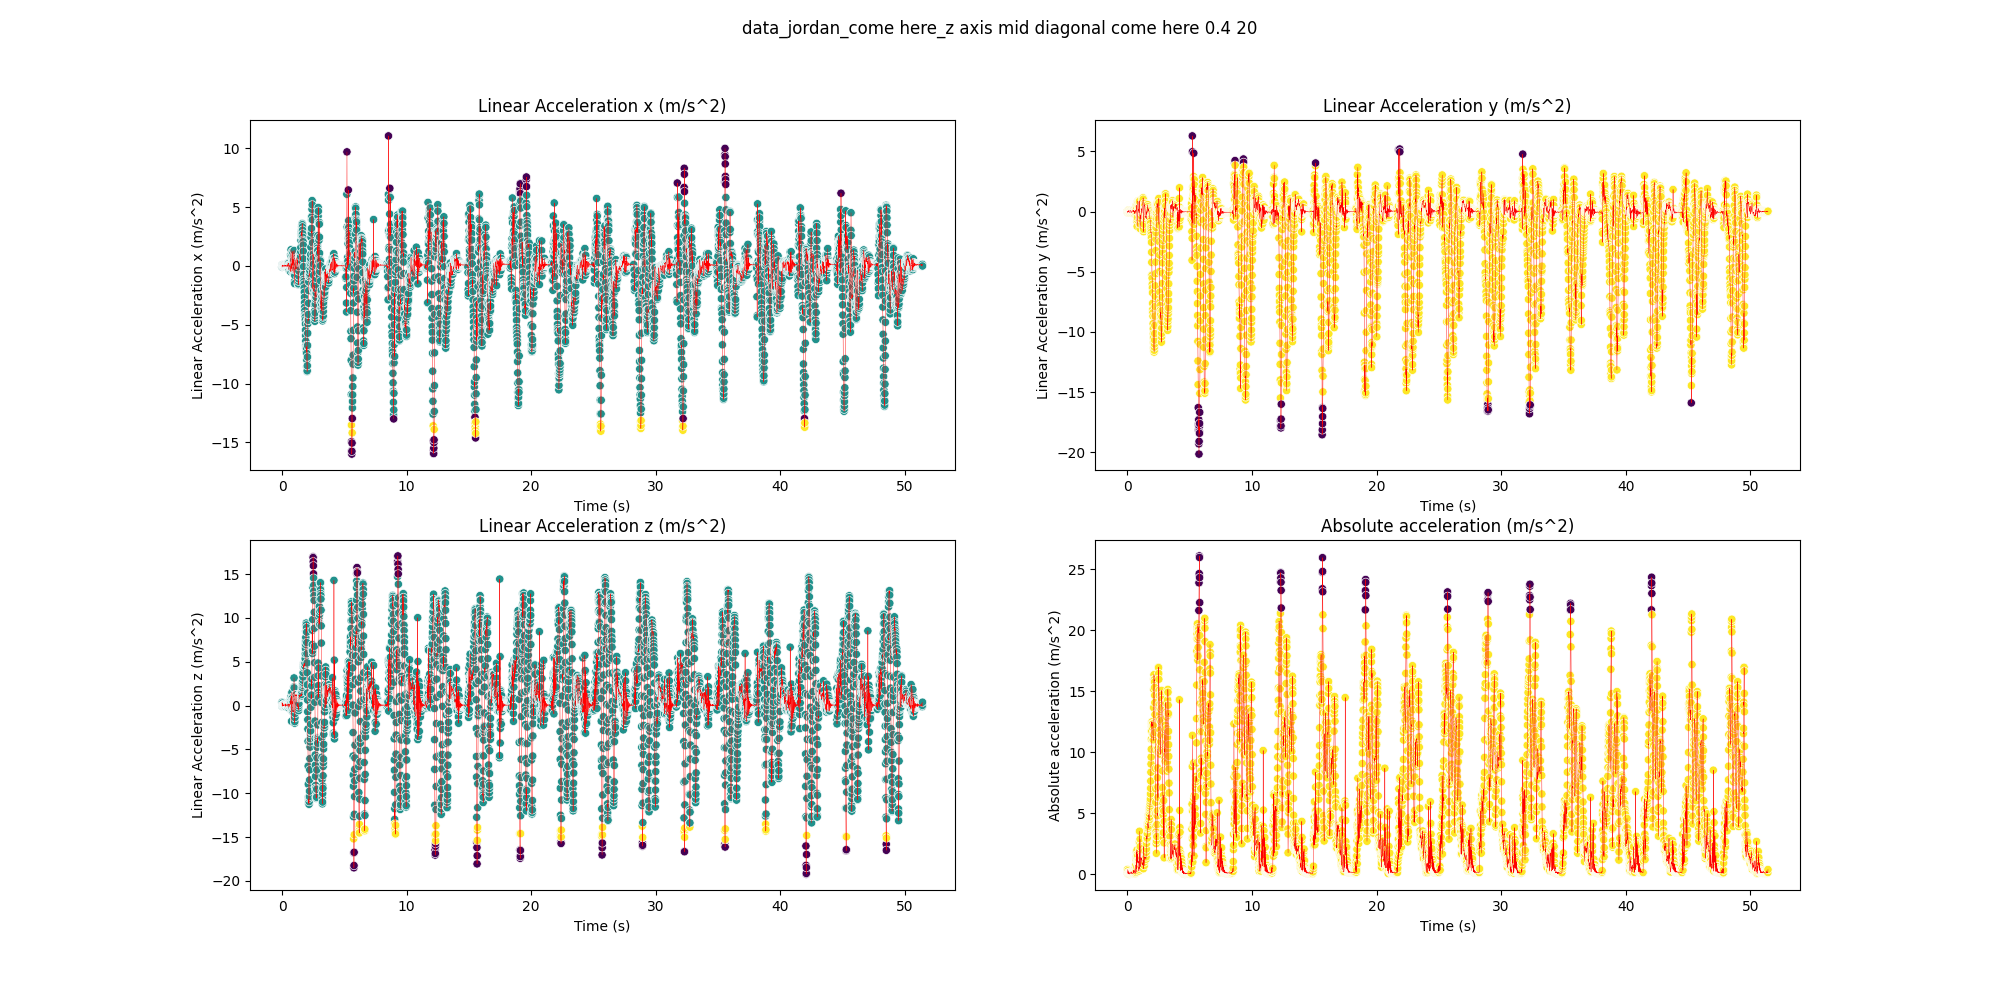 data_jordan_come here_z axis mid diagonal come here 0.4 20
Linear Acceleration x (m/s^2)
Linear Acceleration x (m/s^2)
10
5
0
−5
−10
−15
0 10 20 30 40 50
Time (s)
Linear Acceleration y (m/s^2)
Linear Acceleration y (m/s^2)
5
0
−5
−10
−15
−20
0 10 20 30 40 50
Time (s)
Linear Acceleration z (m/s^2)
Linear Acceleration z (m/s^2)
15
10
5
0
−5
−10
−15
−20
0 10 20 30 40 50
Time (s)
Absolute acceleration (m/s^2)
Absolute acceleration (m/s^2)
25
20
15
10
5
0
0 10 20 30 40 50
Time (s)